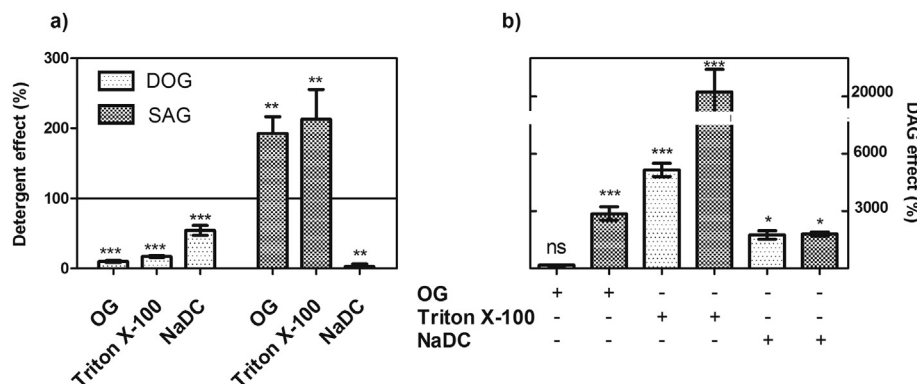 a)
b)
Detergent effect (%)
300
200
100
0
DOG
SAG
***
***
***
**
**
**
OG
Triton X-100
NaDC
OG
Triton X-100
NaDC
ns
***
***
***
*
*
20000
6000
3000
DAG effect (%)
OG + + - - - -
Triton X-100 - - + + - -
NaDC - - - - + +